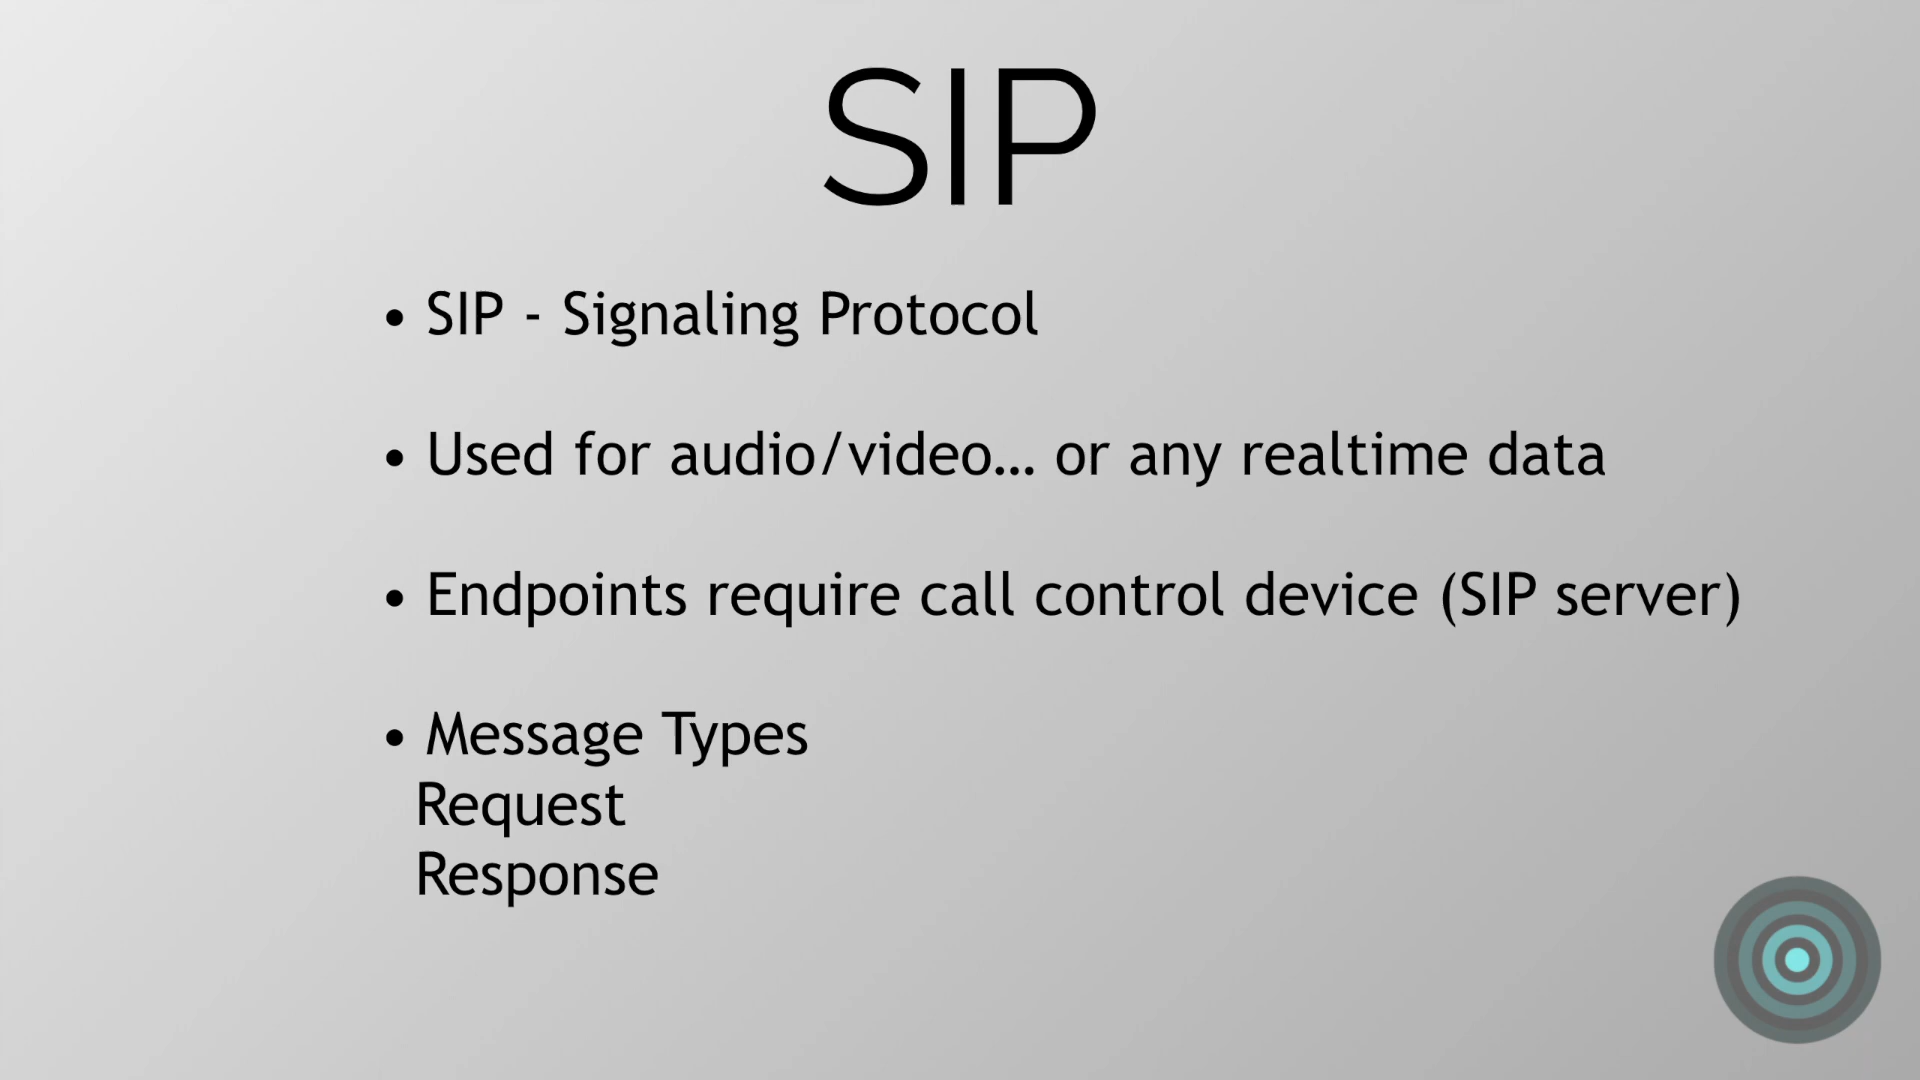 SIP
• SIP - Signaling Protocol
• Used for audio/video... or any realtime data
• Endpoints require call control device (SIP server)
• Message Types
Request
Response